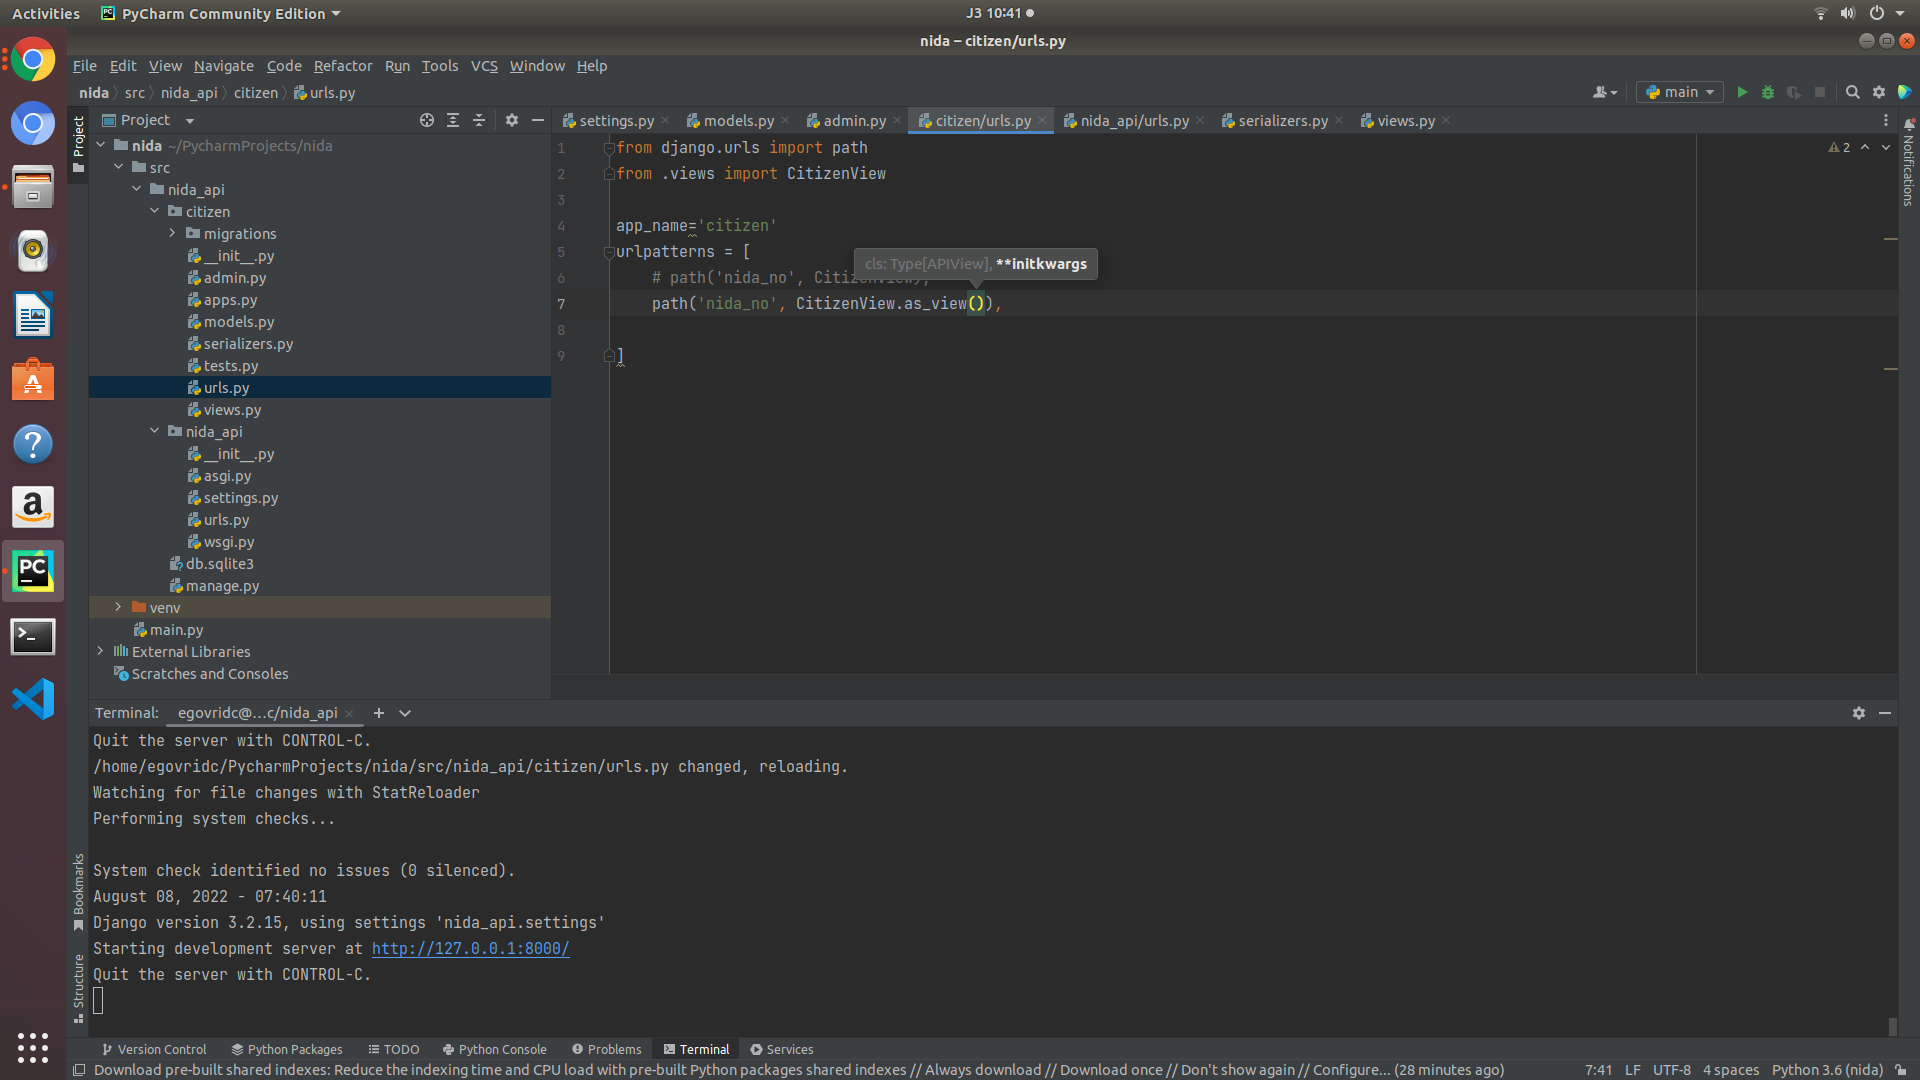 Activities PyCharm Community Edition J3 10:41
nida – citizen/urls.py
File Edit View Navigate Code Refactor Run Tools VCS Window Help
nida src nida_api citizen urls.py main
Project settings.py models.py admin.py citizen/urls.py nida_api/urls.py serializers.py views.py
Project
Notifications
nida ~/PycharmProjects/nida
src
nida_api
citizen
migrations
__init__.py
admin.py
apps.py
models.py
serializers.py
tests.py
urls.py
views.py
nida_api
__init__.py
asgi.py
settings.py
urls.py
wsgi.py
db.sqlite3
manage.py
venv
main.py
External Libraries
Scratches and Consoles
2
1 from django.urls import path
2 from .views import CitizenView
3
4 app_name='citizen'
5 urlpatterns = [
cls: Type[APIView], **initkwargs
6 # path('nida_no', CitizenView),
7 path('nida_no', CitizenView.as_view()),
8
9 ]
Terminal: egovridc@...c/nida_api
Quit the server with CONTROL-C.
/home/egovridc/PycharmProjects/nida/src/nida_api/citizen/urls.py changed, reloading.
Watching for file changes with StatReloader
Performing system checks...
System check identified no issues (0 silenced).
August 08, 2022 - 07:40:11
Django version 3.2.15, using settings 'nida_api.settings'
Starting development server at http://127.0.0.1:8000/
Quit the server with CONTROL-C.
Bookmarks
Structure
Version Control Python Packages TODO Python Console Problems Terminal Services
Download pre-built shared indexes: Reduce the indexing time and CPU load with pre-built Python packages shared indexes // Always download // Download once // Don't show again // Configure... (28 minutes ago) 7:41 LF UTF-8 4 spaces Python 3.6 (nida)